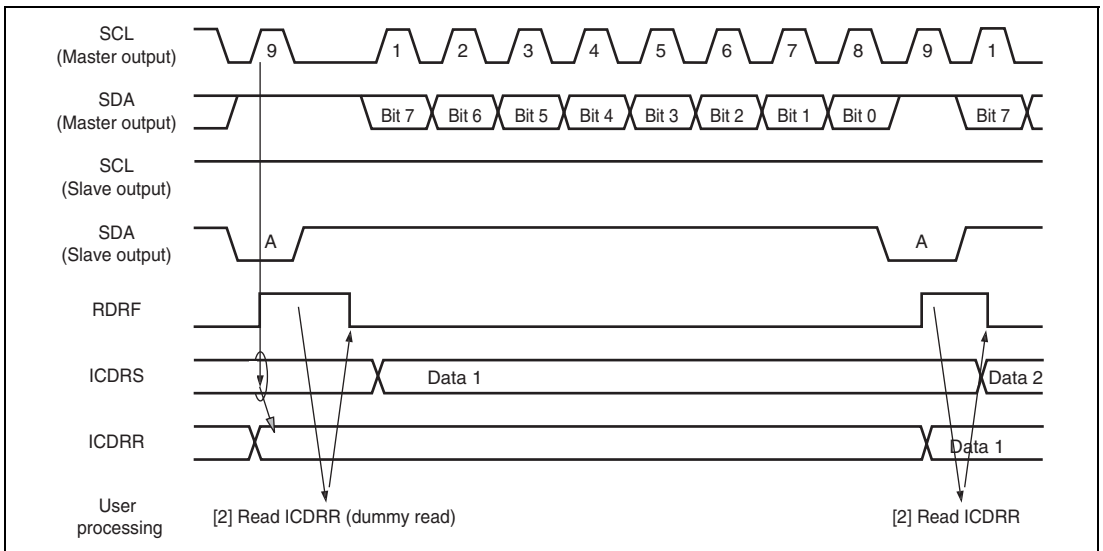 SCL
(Master output)
9 1 2 3 4 5 6 7 8 9 1
SDA
(Master output)
Bit 7 Bit 6 Bit 5 Bit 4 Bit 3 Bit 2 Bit 1 Bit 0 Bit 7
SCL
(Slave output)
SDA
(Slave output)
A A
RDRF
ICDRS
Data 1 Data 2
ICDRR
Data 1
User
processing
[2] Read ICDRR (dummy read) [2] Read ICDRR